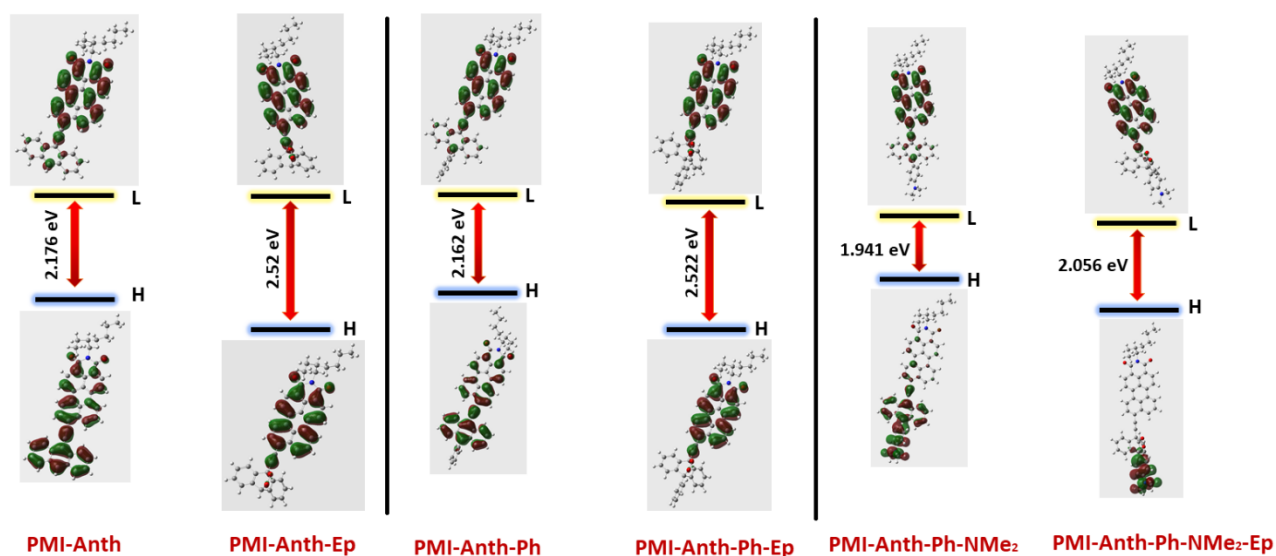 L
L
L
L
L
L
2.176 eV
2.52 eV
2.162 eV
2.522 eV
1.941 eV
2.056 eV
H
H
H
H
H
H
PMI-Anth
PMI-Anth-Ep
PMI-Anth-Ph
PMI-Anth-Ph-Ep
PMI-Anth-Ph-NMe₂
PMI-Anth-Ph-NMe₂-Ep